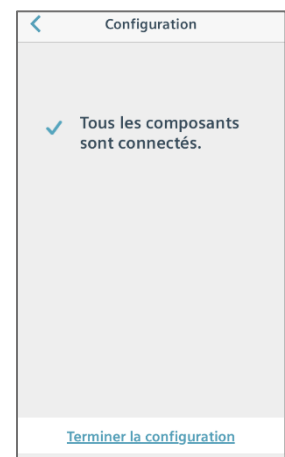 Configuration
Tous les composants
sont connectés.
Terminer la configuration